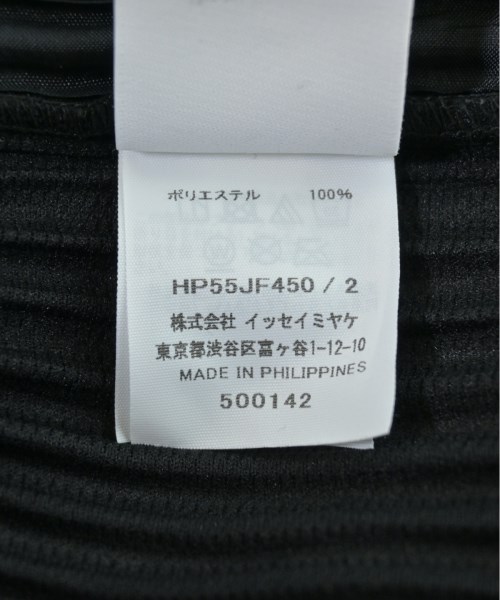 ポリエステル 100%
HP55JF450 / 2
株式会社 イッセイミヤケ
東京都渋谷区富ヶ谷1-12-10
MADE IN PHILIPPINES
500142